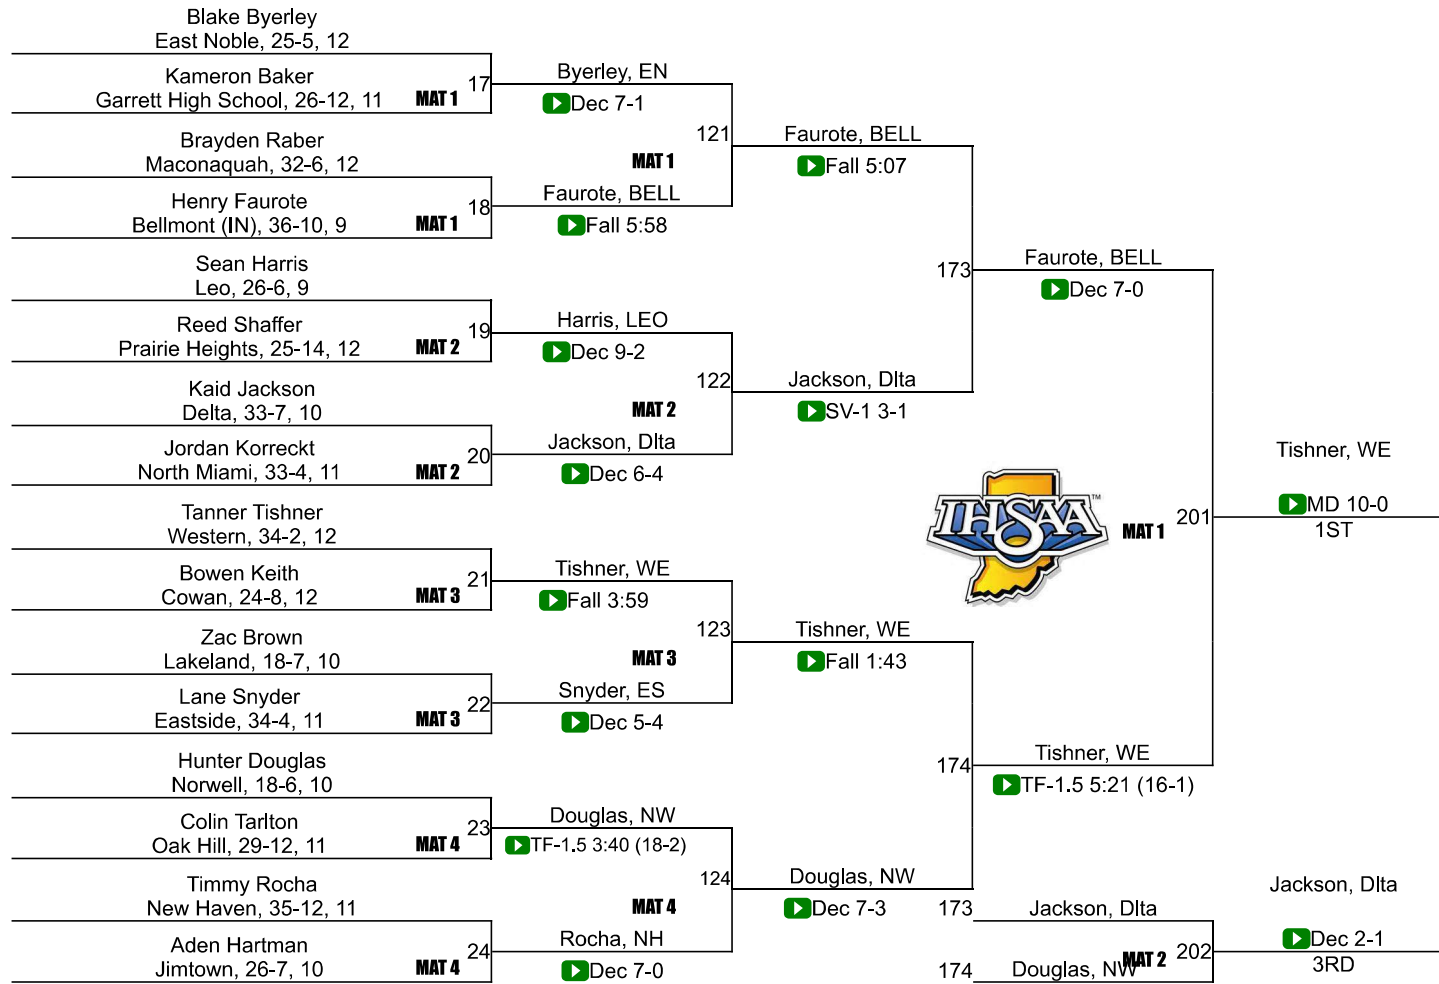 Blake Byerley
East Noble, 25-5, 12
Kameron Baker
Garrett High School, 26-12, 11
MAT 1
17
Byerley, EN
Dec 7-1
Brayden Raber
Maconaquah, 32-6, 12
Henry Faurote
Bellmont (IN), 36-10, 9
MAT 1
18
Faurote, BELL
Fall 5:58
121
MAT 1
Faurote, BELL
Fall 5:07
Sean Harris
Leo, 26-6, 9
Reed Shaffer
Prairie Heights, 25-14, 12
MAT 2
19
Harris, LEO
Dec 9-2
Kaid Jackson
Delta, 33-7, 10
Jordan Korreckt
North Miami, 33-4, 11
MAT 2
20
Jackson, Dlta
Dec 6-4
122
MAT 2
Jackson, Dlta
SV-1 3-1
173
Faurote, BELL
Dec 7-0
Tanner Tishner
Western, 34-2, 12
Bowen Keith
Cowan, 24-8, 12
MAT 3
21
Tishner, WE
Fall 3:59
Zac Brown
Lakeland, 18-7, 10
Lane Snyder
Eastside, 34-4, 11
MAT 3
22
Snyder, ES
Dec 5-4
123
MAT 3
Tishner, WE
Fall 1:43
Hunter Douglas
Norwell, 18-6, 10
Colin Tarlton
Oak Hill, 29-12, 11
MAT 4
23
Douglas, NW
TF-1.5 3:40 (18-2)
Timmy Rocha
New Haven, 35-12, 11
Aden Hartman
Jimtown, 26-7, 10
MAT 4
24
Rocha, NH
Dec 7-0
124
MAT 4
Douglas, NW
Dec 7-3
174
Tishner, WE
TF-1.5 5:21 (16-1)
IHSAA™
MAT 1
201
Tishner, WE
MD 10-0
1ST
173
Jackson, Dlta
174
Douglas, NW
MAT 2
202
Jackson, Dlta
Dec 2-1
3RD